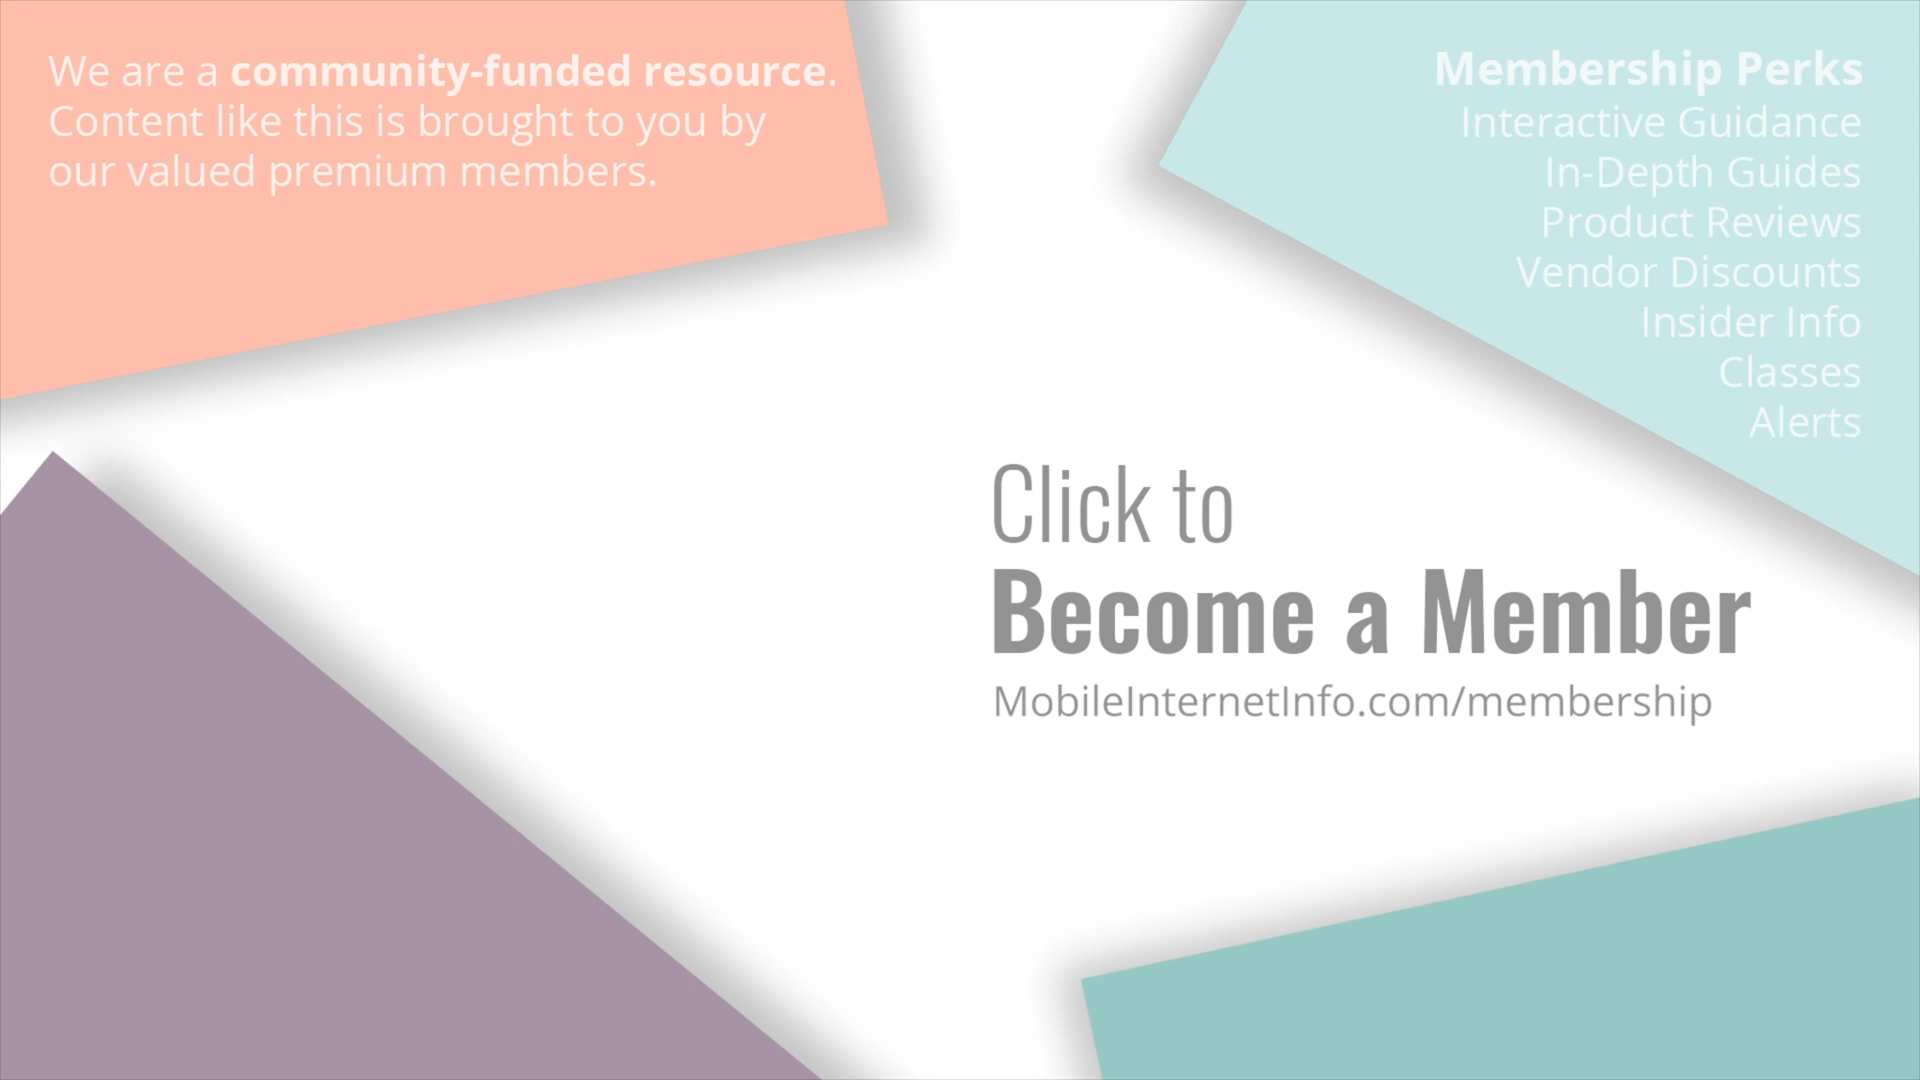 We are a community-funded resource.
Content like this is brought to you by
our valued premium members.
Membership Perks
Interactive Guidance
In-Depth Guides
Product Reviews
Vendor Discounts
Insider Info
Classes
Alerts
Click to
Become a Member
MobileInternetInfo.com/membership